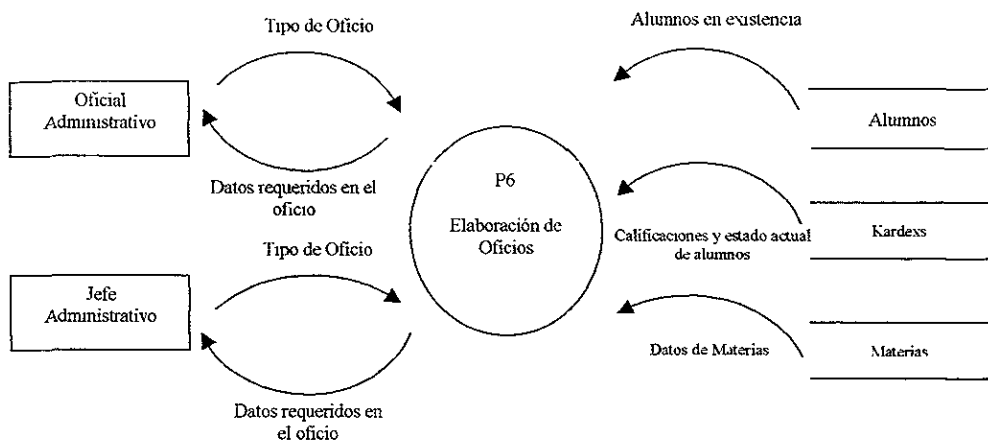 Tipo de Oficio
Alumnos en existencia
Oficial
Administrativo
Alumnos
Datos requeridos en el
oficio
P6
Elaboración de
Oficios
Kardexs
Calificaciones y estado actual
de alumnos
Tipo de Oficio
Jefe
Administrativo
Datos de Materias
Materias
Datos requeridos en
el oficio